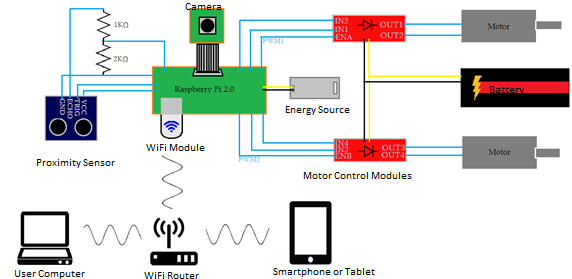 Camera
1KΩ
2KΩ
IN2
IN1
ENA
PWM1
OUT1
OUT2
Motor
Raspberry Pi 2.0
Energy Source
Battery
GND
ECHO
TRIG
VCC
Proximity Sensor
WiFi Module
PWM2
IN4
IN3
ENB
OUT3
OUT4
Motor
Motor Control Modules
User Computer
WiFi Router
Smartphone or Tablet